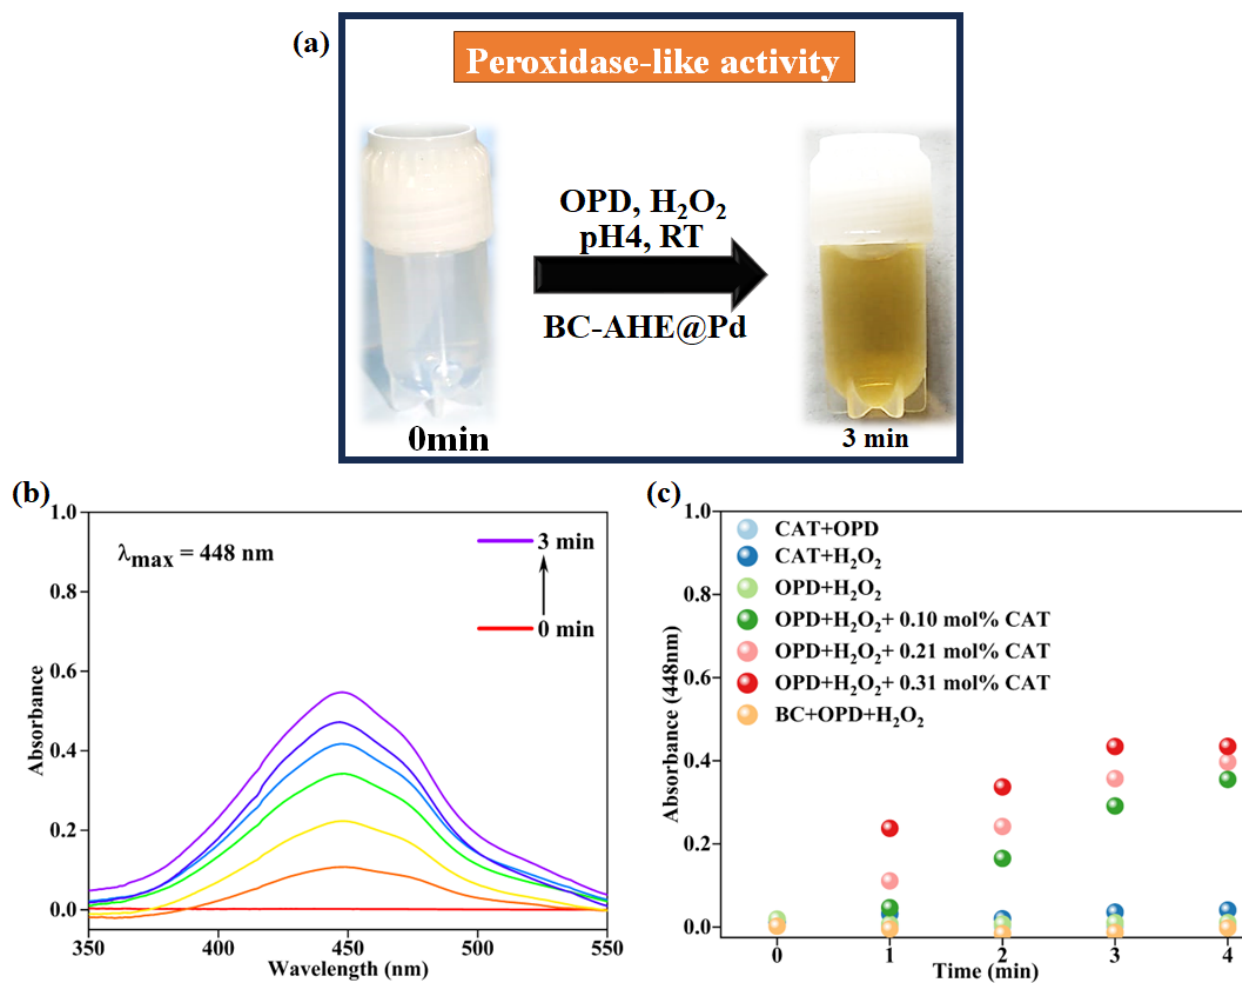 (a)
Peroxidase-like activity
OPD, H₂O₂
pH4, RT
BC-AHE@Pd
0min
3 min
(b)
1.0
0.8
0.6
0.4
0.2
0.0
Absorbance
λmax = 448 nm
3 min
0 min
350
400
450
500
550
Wavelength (nm)
(c)
1.0
0.8
0.6
0.4
0.2
0.0
Absorbance (448nm)
CAT+OPD
CAT+H₂O₂
OPD+H₂O₂
OPD+H₂O₂+ 0.10 mol% CAT
OPD+H₂O₂+ 0.21 mol% CAT
OPD+H₂O₂+ 0.31 mol% CAT
BC+OPD+H₂O₂
0
1
2
3
4
Time (min)